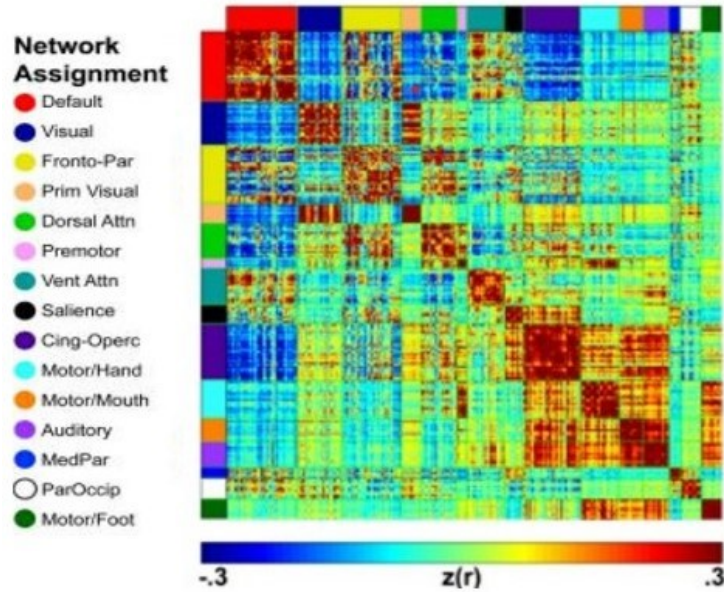 Network
Assignment
Default
Visual
Fronto-Par
Prim Visual
Dorsal Attn
Premotor
Vent Attn
Salience
Cing-Operc
Motor/Hand
Motor/Mouth
Auditory
MedPar
ParOccip
Motor/Foot
-.3 z(r) .3